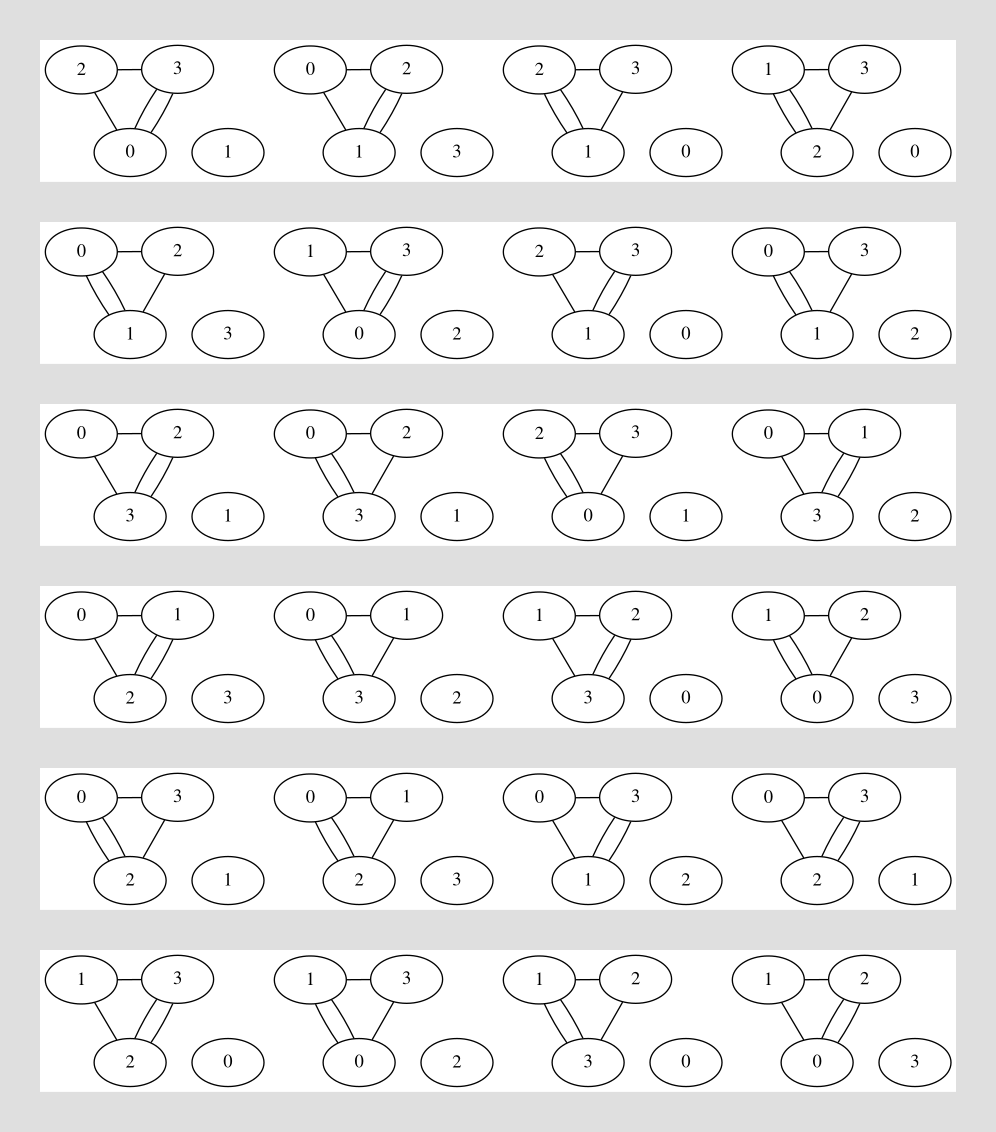 2 3 0 2 2 3 1 3
0 1 1 3 1 0 2 0
0 2 1 3 2 3 0 3
1 3 0 2 1 0 1 2
0 2 0 2 2 3 0 1
3 1 3 1 0 1 3 2
0 1 0 1 1 2 1 2
2 3 3 2 3 0 0 3
0 3 0 1 0 3 0 3
2 1 2 3 1 2 2 1
1 3 1 3 1 2 1 2
2 0 0 2 3 0 0 3